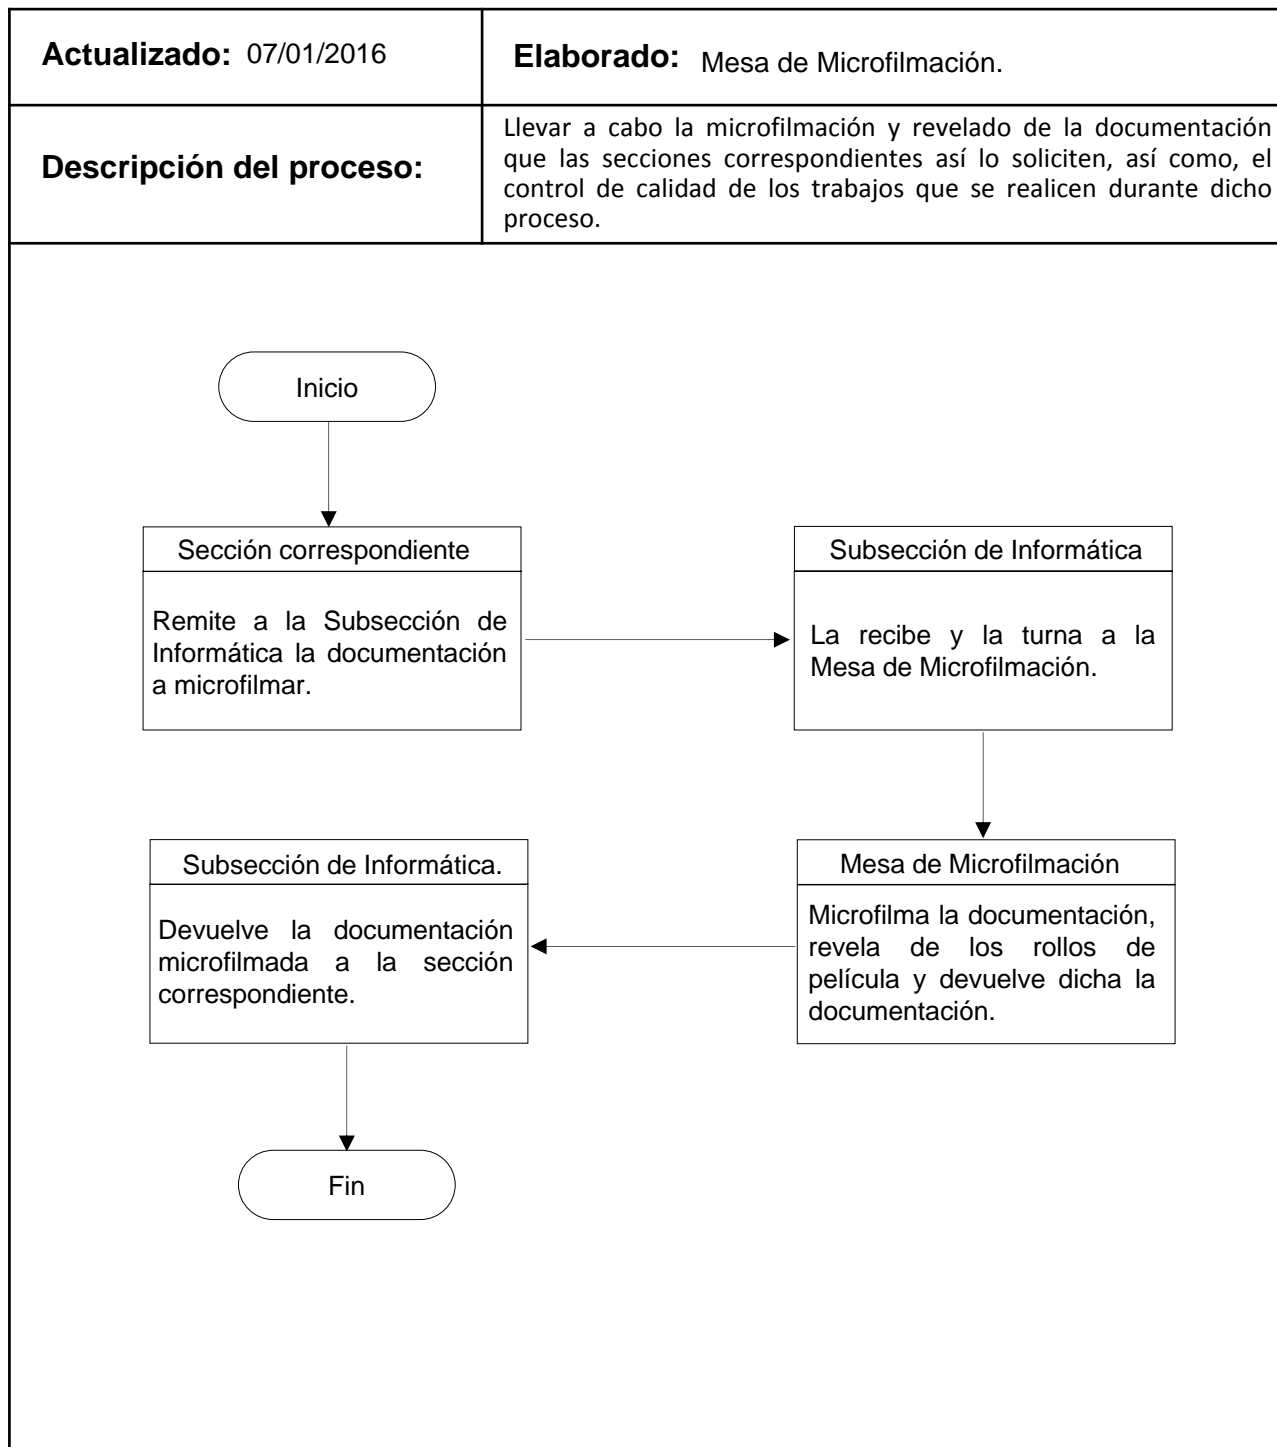 Actualizado: 07/01/2016
Elaborado: Mesa de Microfilmación.
Descripción del proceso:
Llevar a cabo la microfilmación y revelado de la documentación
que las secciones correspondientes así lo soliciten, así como, el
control de calidad de los trabajos que se realicen durante dicho
proceso.
Inicio
Sección correspondiente
Remite a la Subsección de
Informática la documentación
a microfilmar.
Subsección de Informática
La recibe y la turna a la
Mesa de Microfilmación.
Mesa de Microfilmación
Microfilma la documentación,
revela de los rollos de
película y devuelve dicha la
documentación.
Subsección de Informática.
Devuelve la documentación
microfilmada a la sección
correspondiente.
Fin